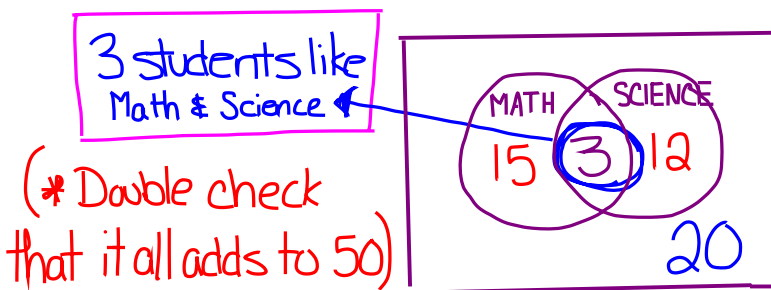 3 students like
Math & Science
(* Double check
that it all adds to 50)
MATH
SCIENCE
15
3
12
20